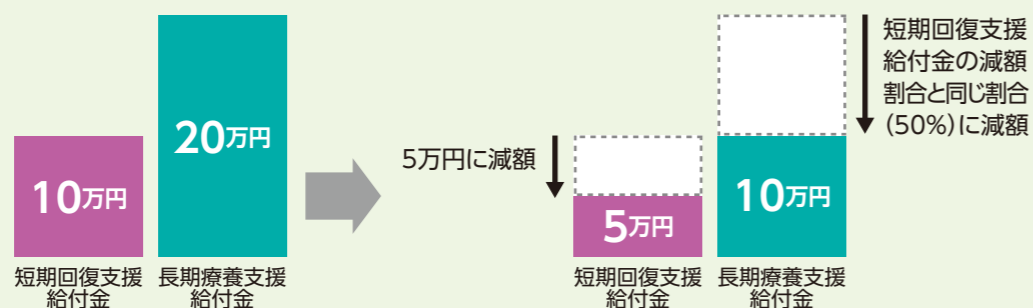 10万円
短期回復支援
給付金
20万円
長期療養支援
給付金
5万円に減額
5万円
短期回復支援
給付金
10万円
長期療養支援
給付金
短期回復支援
給付金の減額
割合と同じ割合
(50%)に減額